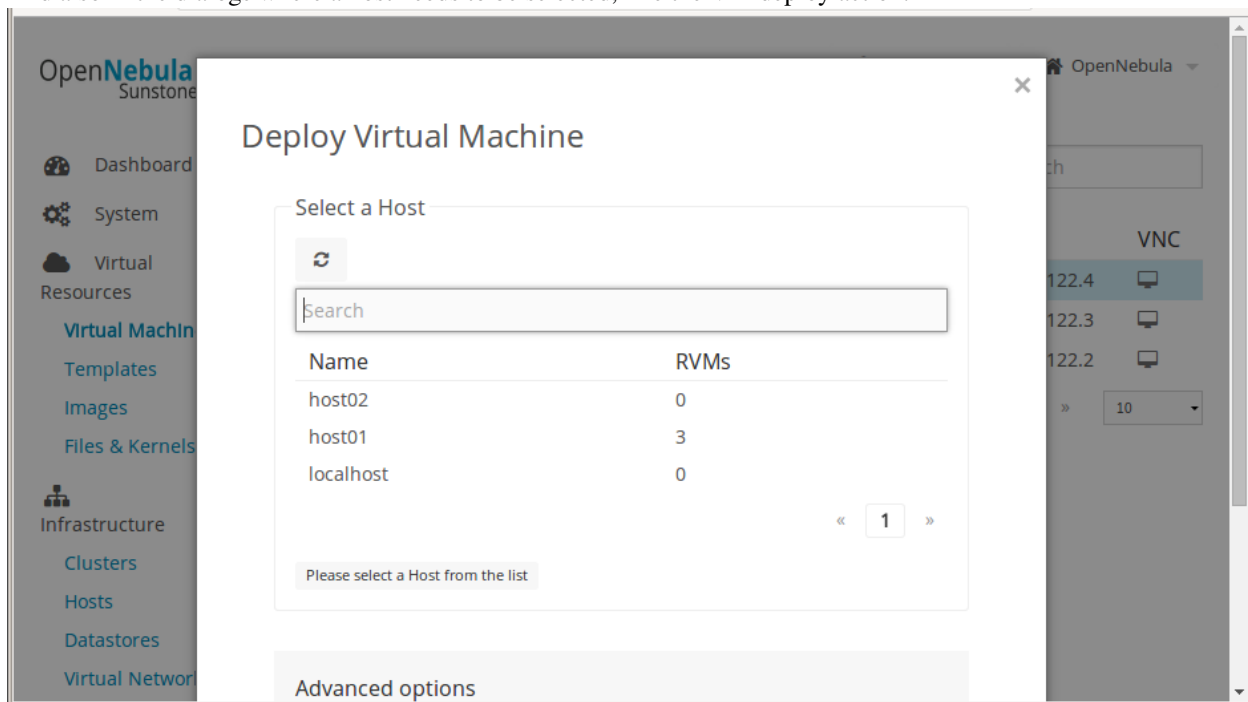 OpenNebula
Sunstone
OpenNebula
Dashboard
System
Virtual
Resources
Virtual Machin
Templates
Images
Files & Kernels
Infrastructure
Clusters
Hosts
Datastores
Virtual Networ
×
Deploy Virtual Machine
Select a Host
Search
Name RVMs
host02 0
host01 3
localhost 0
« 1 »
Please select a Host from the list
Advanced options
ch
VNC
122.4
122.3
122.2
» 10